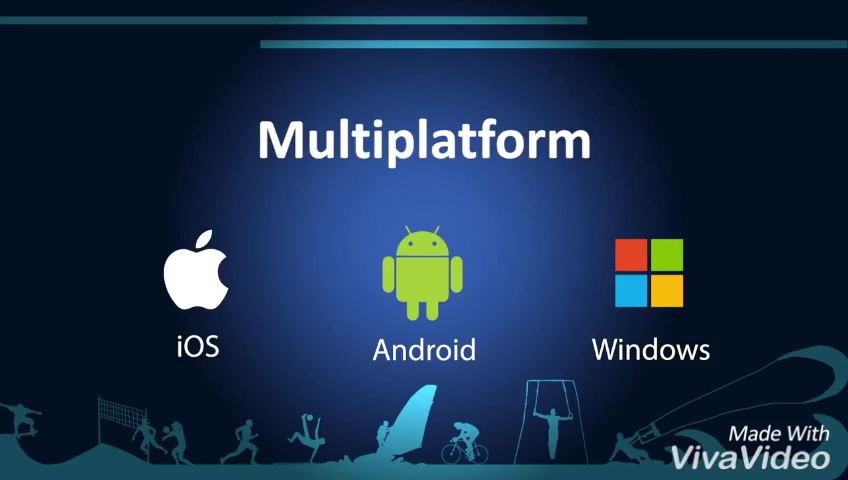 Multiplatform
iOS
Android
Windows
Made With
VivaVideo